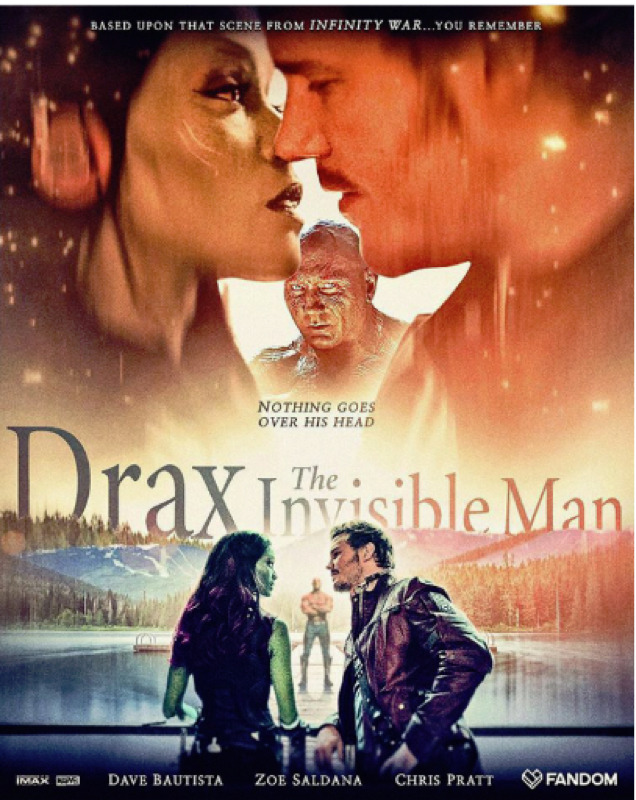 BASED UPON THAT SCENE FROM INFINITY WAR...YOU REMEMBER
NOTHING GOES
OVER HIS HEAD
Drax The Invisible Man
IMAX DAVE BAUTISTA ZOE SALDANA CHRIS PRATT FANDOM